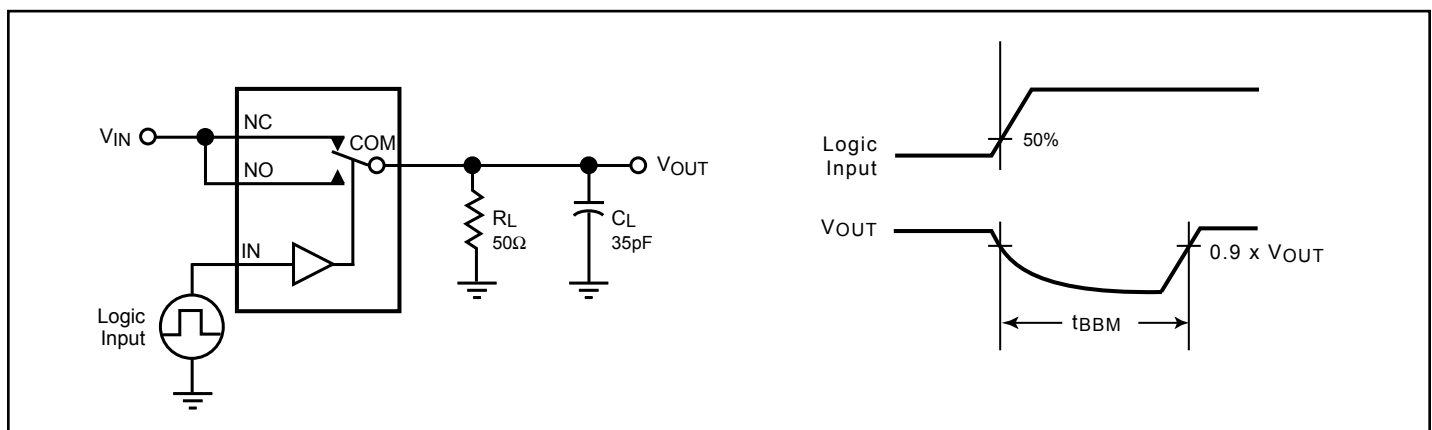 VIN
NC
NO
COM
IN
Logic
Input
RL
50Ω
CL
35pF
VOUT
Logic
Input
50%
VOUT
0.9 x VOUT
tBBM